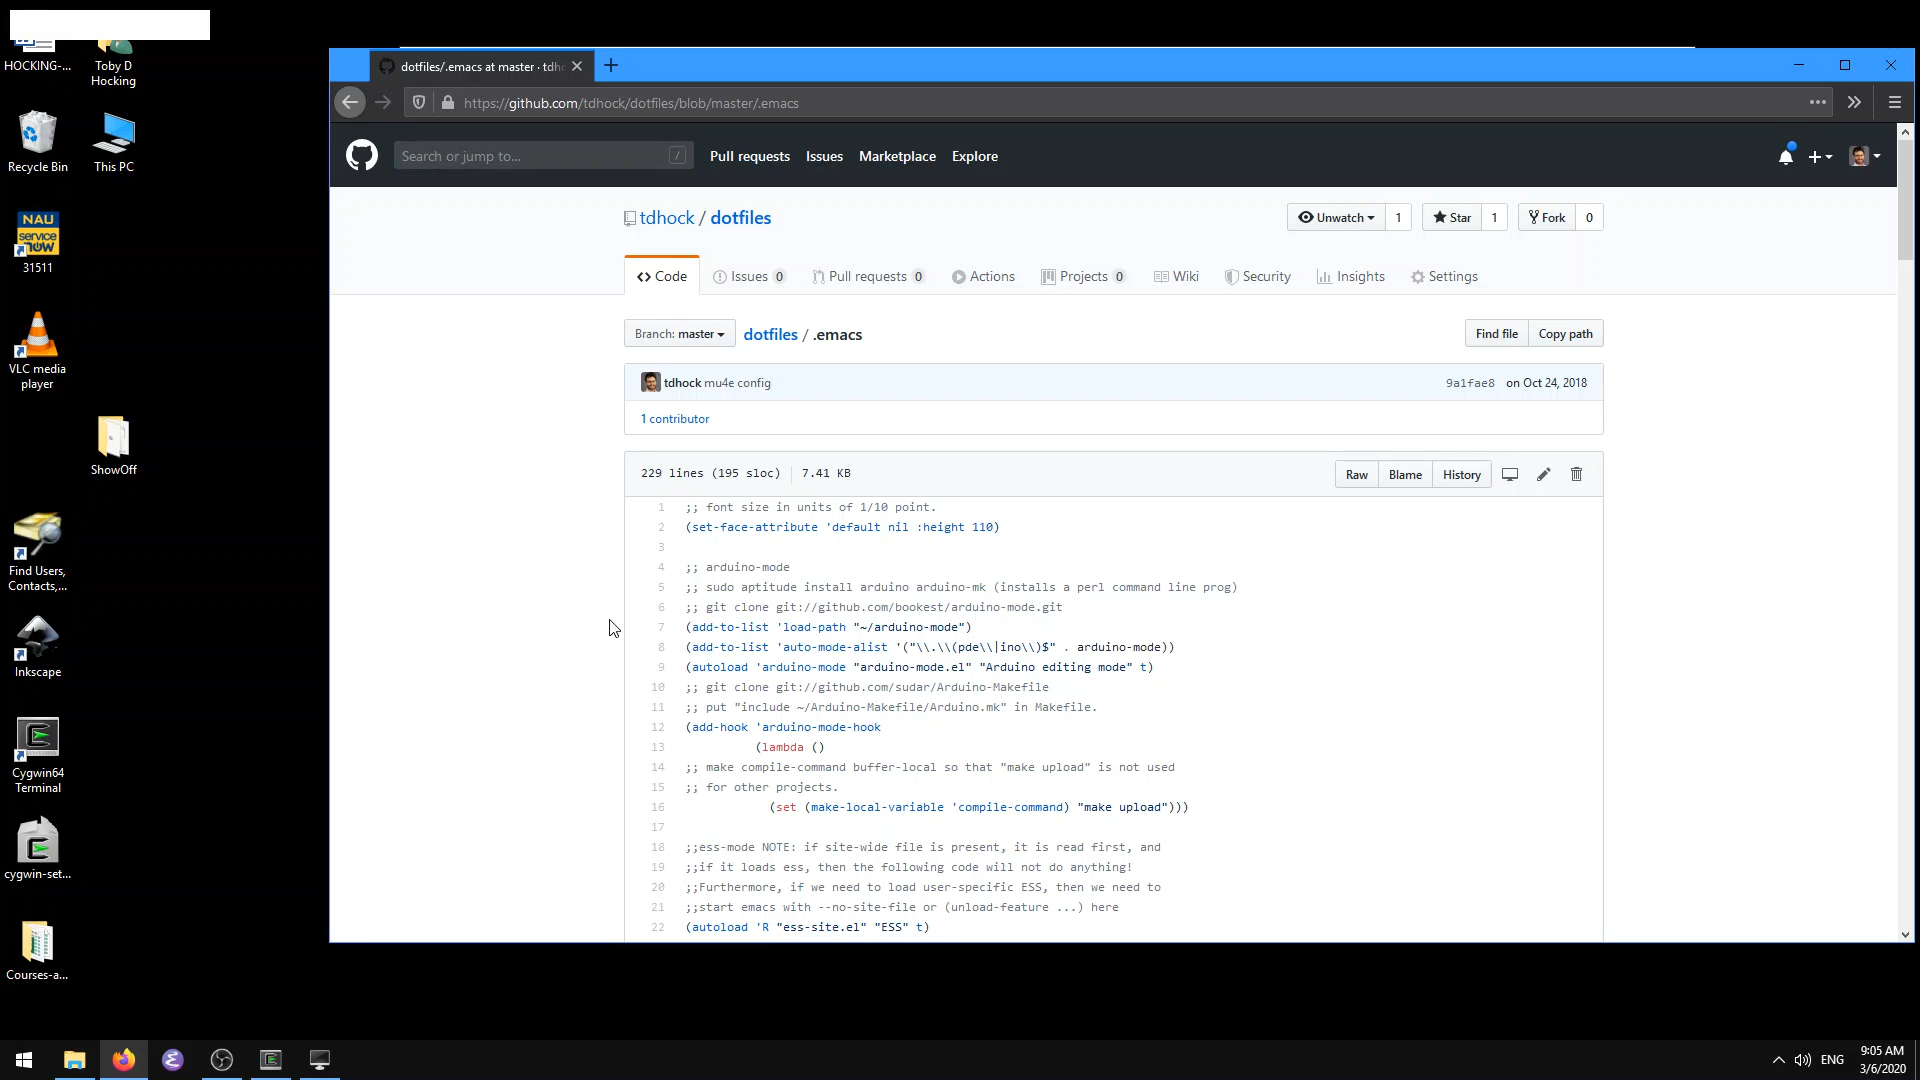 HOCKING-...
Toby D
Hocking
Recycle Bin
This PC
NAU
service
now
31511
VLC media
player
ShowOff
Find Users,
Contacts,...
Inkscape
Cygwin64
Terminal
cygwin-set...
Courses-a...
dotfiles/.emacs at master · tdh
https://github.com/tdhock/dotfiles/blob/master/.emacs
Search or jump to... /
Pull requests Issues Marketplace Explore
tdhock / dotfiles
Unwatch 1 Star 1 Fork 0
Code Issues 0 Pull requests 0 Actions Projects 0 Wiki Security Insights Settings
Branch: master dotfiles / .emacs Find file Copy path
tdhock mu4e config 9a1fae8 on Oct 24, 2018
1 contributor
229 lines (195 sloc) 7.41 KB Raw Blame History
1 ;; font size in units of 1/10 point.
2 (set-face-attribute 'default nil :height 110)
3
4 ;; arduino-mode
5 ;; sudo aptitude install arduino arduino-mk (installs a perl command line prog)
6 ;; git clone git://github.com/bookest/arduino-mode.git
7 (add-to-list 'load-path "~/arduino-mode")
8 (add-to-list 'auto-mode-alist '("\\.\\(pde\\|ino\\)$" . arduino-mode))
9 (autoload 'arduino-mode "arduino-mode.el" "Arduino editing mode" t)
10 ;; git clone git://github.com/sudar/Arduino-Makefile
11 ;; put "include ~/Arduino-Makefile/Arduino.mk" in Makefile.
12 (add-hook 'arduino-mode-hook
13 (lambda ()
14 ;; make compile-command buffer-local so that "make upload" is not used
15 ;; for other projects.
16 (set (make-local-variable 'compile-command) "make upload")))
17
18 ;;ess-mode NOTE: if site-wide file is present, it is read first, and
19 ;;if it loads ess, then the following code will not do anything!
20 ;;Furthermore, if we need to load user-specific ESS, then we need to
21 ;;start emacs with --no-site-file or (unload-feature ...) here
22 (autoload 'R "ess-site.el" "ESS" t)
ENG
9:05 AM
3/6/2020